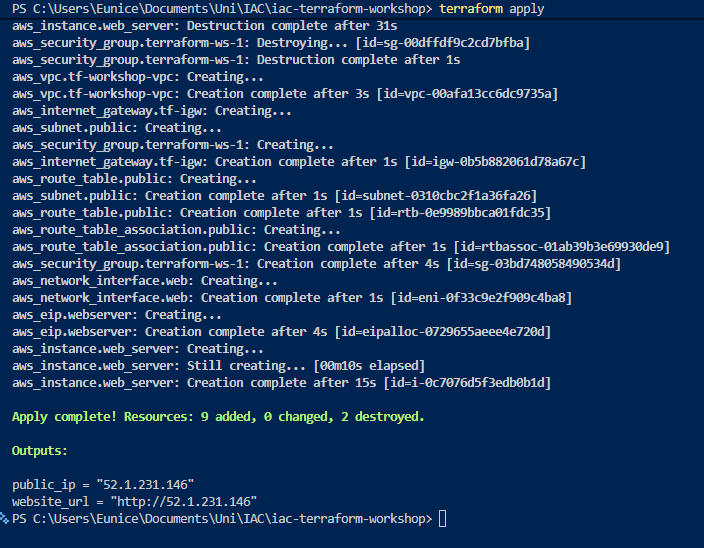 PS C:\Users\Eunice\Documents\Uni\IAC\iac-terraform-workshop> terraform apply
aws_instance.web_server: Destruction complete after 31s
aws_security_group.terraform-ws-1: Destroying... [id=sg-00dffdf9c2cd7bfba]
aws_security_group.terraform-ws-1: Destruction complete after 1s
aws_vpc.tf-workshop-vpc: Creating...
aws_vpc.tf-workshop-vpc: Creation complete after 3s [id=vpc-00afa13cc6dc9735a]
aws_internet_gateway.tf-igw: Creating...
aws_subnet.public: Creating...
aws_security_group.terraform-ws-1: Creating...
aws_internet_gateway.tf-igw: Creation complete after 1s [id=igw-0b5b882061d78a67c]
aws_route_table.public: Creating...
aws_subnet.public: Creation complete after 1s [id=subnet-0310cbc2f1a36fa26]
aws_route_table.public: Creation complete after 1s [id=rtb-0e9989bbca01fdc35]
aws_route_table_association.public: Creating...
aws_route_table_association.public: Creation complete after 1s [id=rtbassoc-01ab39b3e69930de9]
aws_security_group.terraform-ws-1: Creation complete after 4s [id=sg-03bd748058490534d]
aws_network_interface.web: Creating...
aws_network_interface.web: Creation complete after 1s [id=eni-0f33c9e2f909c4ba8]
aws_eip.webserver: Creating...
aws_eip.webserver: Creation complete after 4s [id=eipalloc-0729655aeee4e720d]
aws_instance.web_server: Creating...
aws_instance.web_server: Still creating... [00m10s elapsed]
aws_instance.web_server: Creation complete after 15s [id=i-0c7076d5f3edb0b1d]
Apply complete! Resources: 9 added, 0 changed, 2 destroyed.
Outputs:
public_ip = "52.1.231.146"
website_url = "http://52.1.231.146"
PS C:\Users\Eunice\Documents\Uni\IAC\iac-terraform-workshop>